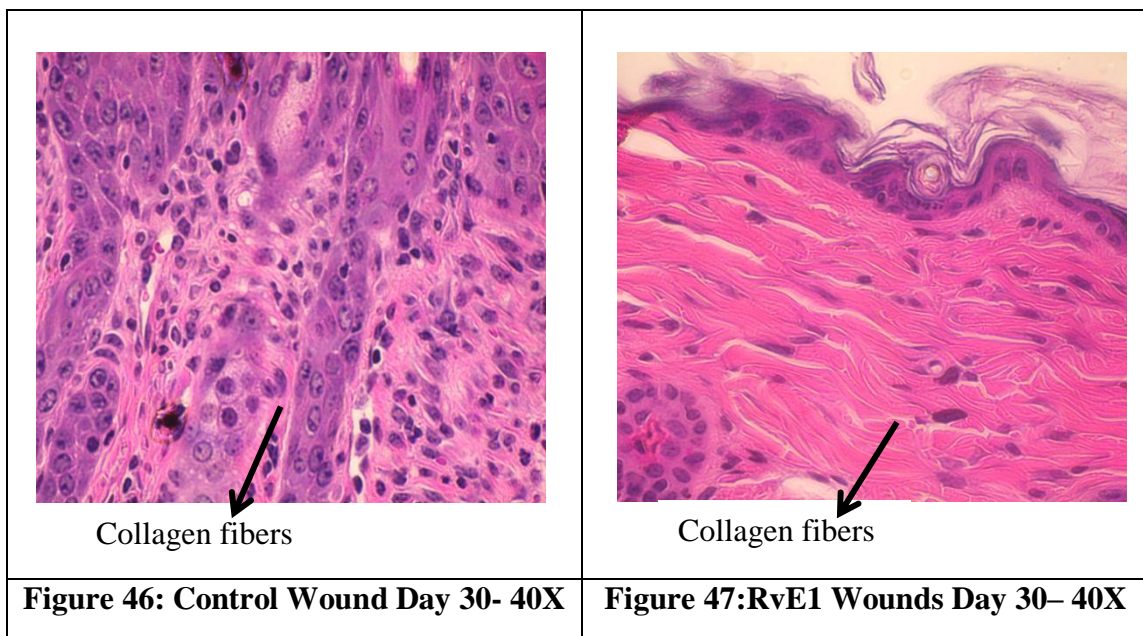 Collagen fibers
Collagen fibers
Figure 46: Control Wound Day 30- 40X
Figure 47:RvE1 Wounds Day 30– 40X